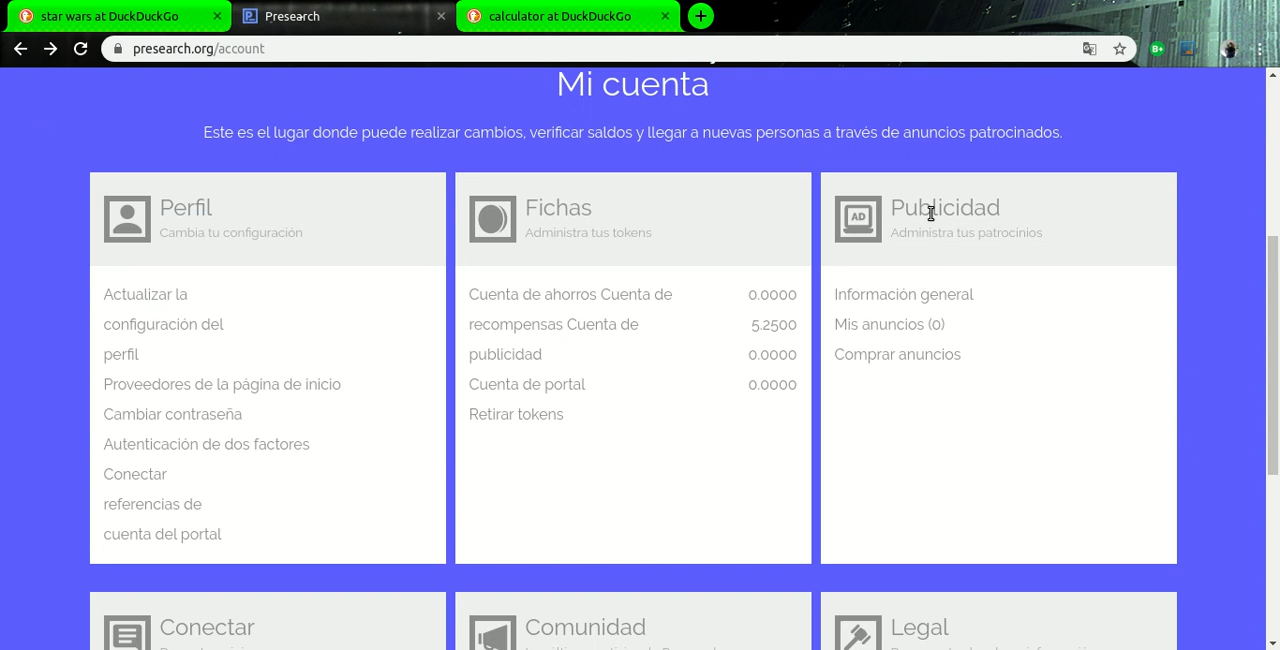 star wars at DuckDuckGo
Presearch
calculator at DuckDuckGo
presearch.org/account
Mi cuenta
Este es el lugar donde puede realizar cambios, verificar saldos y llegar a nuevas personas a través de anuncios patrocinados.
Perfil
Cambia tu configuración
Actualizar la
configuración del
perfil
Proveedores de la página de inicio
Cambiar contraseña
Autenticación de dos factores
Conectar
referencias de
cuenta del portal
Fichas
Administra tus tokens
Cuenta de ahorros Cuenta de 0.0000
recompensas Cuenta de 5.2500
publicidad 0.0000
Cuenta de portal 0.0000
Retirar tokens
AD
Publicidad
Administra tus patrocinios
Información general
Mis anuncios (0)
Comprar anuncios
Conectar
Comunidad
Legal